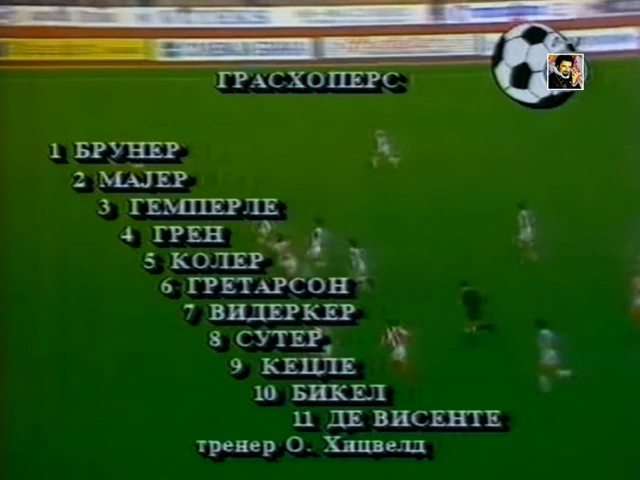 ГРАСХОПЕРС
1 БРУНЕР
2 МАЈЕР
3 ГЕМПЕРЛЕ
4 ГРЕН
5 КОЛЕР
6 ГРЕТАРСОН
7 ВИДЕРКЕР
8 СУТЕР
9 КЕЦЛЕ
10 БИКЕЛ
11 ДЕ ВИСЕНТЕ
тренер О. Хицвелд